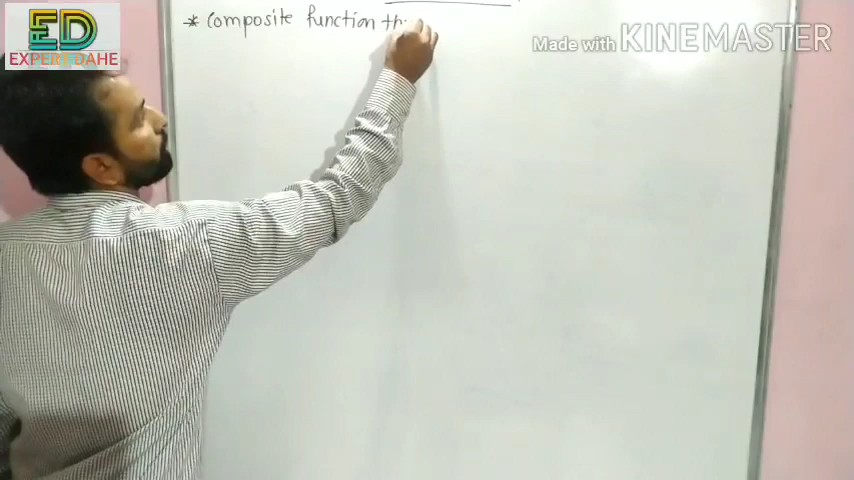 ED
EXPERT DAHE
* Composite function
Made with KINEMASTER